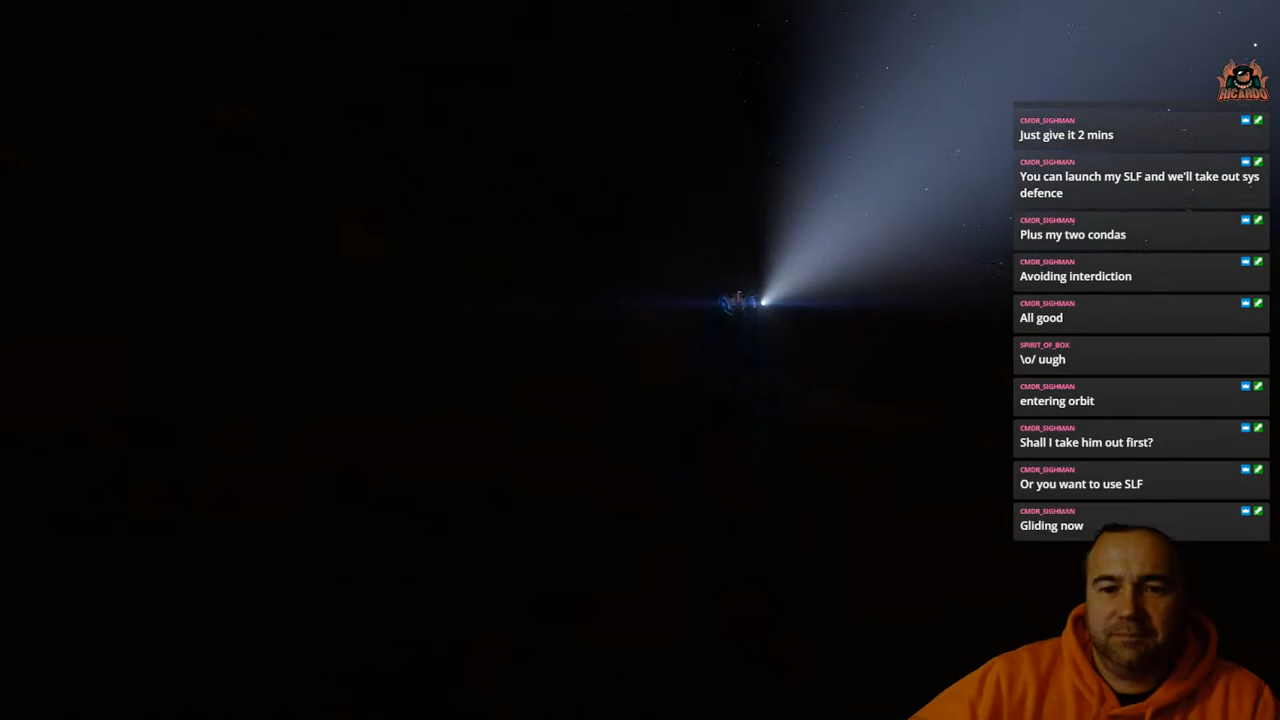 RICARDO
CMDR_SIGHMAN
Just give it 2 mins
CMDR_SIGHMAN
You can launch my SLF and we'll take out sys
defence
CMDR_SIGHMAN
Plus my two condas
CMDR_SIGHMAN
Avoiding interdiction
CMDR_SIGHMAN
All good
SPIRIT_OF_BOX
\o/ uugh
CMDR_SIGHMAN
entering orbit
CMDR_SIGHMAN
Shall I take him out first?
CMDR_SIGHMAN
Or you want to use SLF
CMDR_SIGHMAN
Gliding now